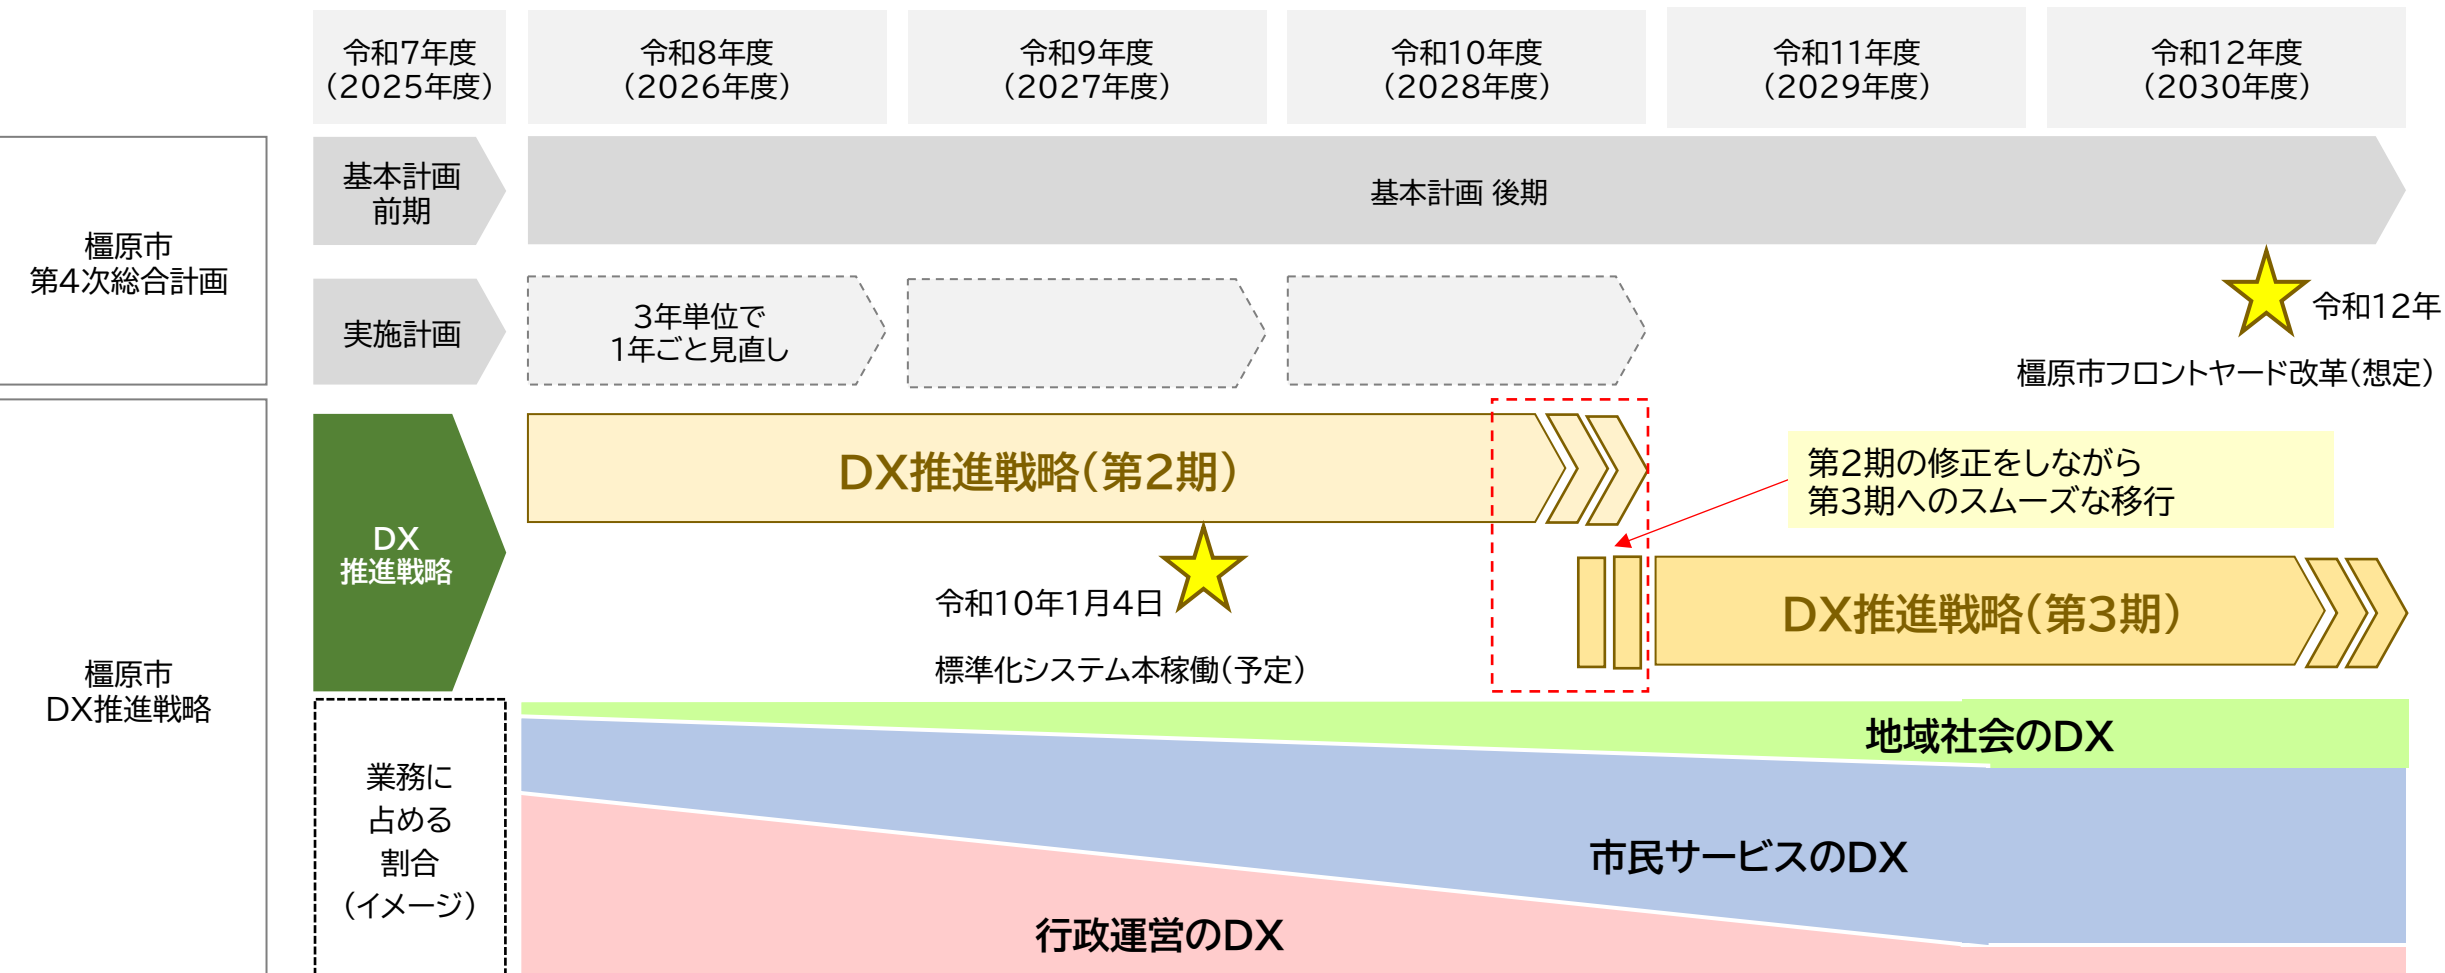 令和7年度
（2025年度）
令和8年度
（2026年度）
令和9年度
（2027年度）
令和10年度
（2028年度）
令和11年度
（2029年度）
令和12年度
（2030年度）
橿原市
第4次総合計画
基本計画
前期
基本計画 後期
実施計画
3年単位で
1年ごと見直し
令和12年
橿原市フロントヤード改革（想定）
橿原市
DX推進戦略
DX
推進戦略
DX推進戦略（第2期）
第2期の修正をしながら
第3期へのスムーズな移行
令和10年1月4日
標準化システム本稼働（予定）
DX推進戦略（第3期）
業務に
占める
割合
（イメージ）
地域社会のDX
市民サービスのDX
行政運営のDX